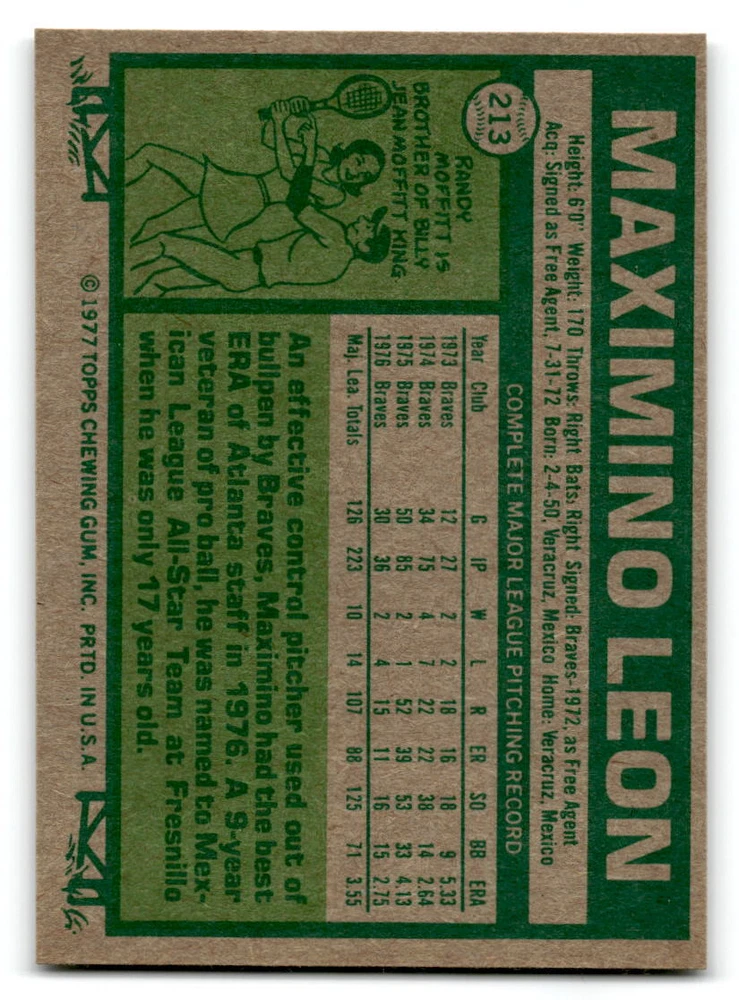 213
MAXIMINO LEON
Height: 6'0" Weight: 170 Throws: Right Bats: Right Signed: Braves-1972, as Free Agent
Acq: Signed as Free Agent, 7-31-72 Born: 2-4-50, Veracruz, Mexico Home: Veracruz, Mexico
COMPLETE MAJOR LEAGUE PITCHING RECORD
Year Club G IP W L R ER SO BB ERA
1973 Braves 12 27 2 2 18 16 18 9 5.33
1974 Braves 34 75 4 7 22 22 38 14 2.64
1975 Braves 50 85 2 1 52 39 53 33 4.13
1976 Braves 30 36 2 4 15 11 16 15 2.75
Maj. Lea. Totals 126 223 10 14 107 88 125 71 3.55
RANDY
MOFFITT IS
BROTHER OF BILLY
JEAN MOFFITT KING.
An effective control pitcher used out of
bullpen by Braves, Maximino had the best
ERA of Atlanta staff in 1976. A 9-year
veteran of pro ball, he was named to Mex-
ican League All-Star Team at Fresnillo
when he was only 17 years old.
© 1977 TOPPS CHEWING GUM, INC. PRTD. IN U.S.A.